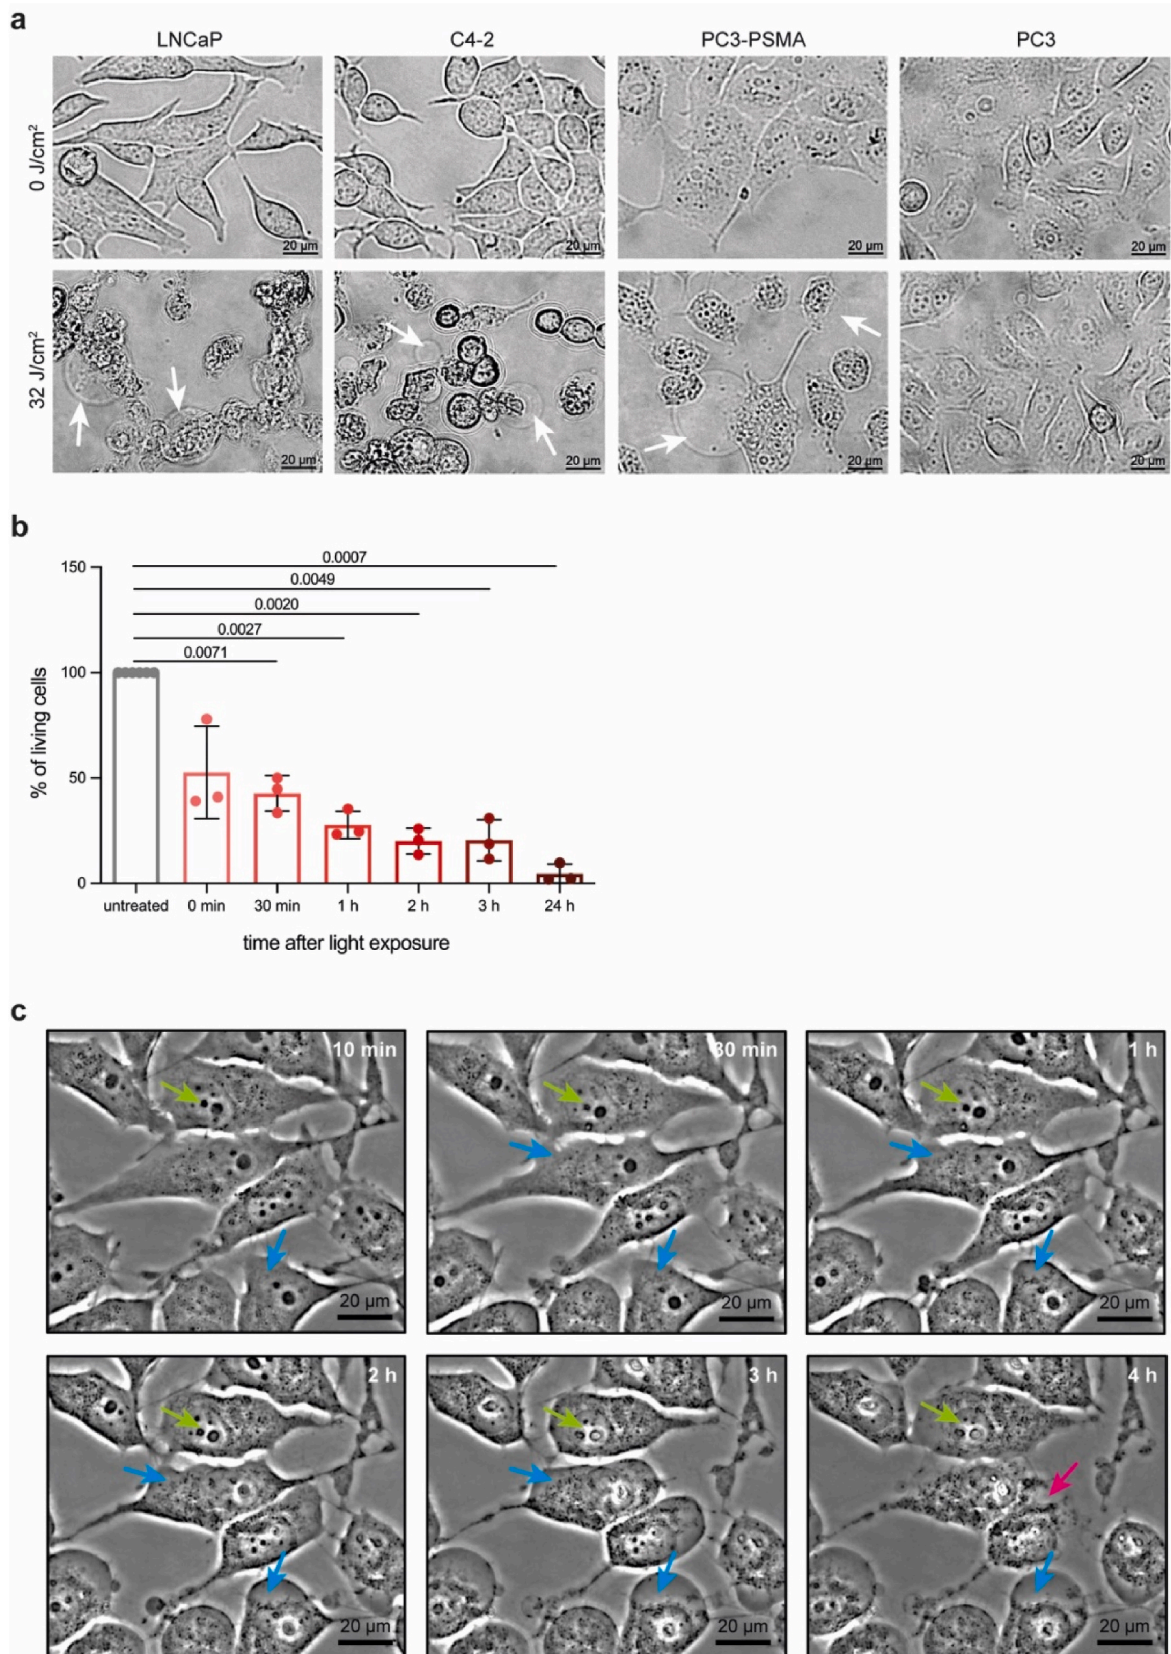 a
LNCaP C4-2 PC3-PSMA PC3
0 J/cm²
20 µm 20 µm 20 µm 20 µm
32 J/cm²
20 µm 20 µm 20 µm 20 µm
b
0.0007
0.0049
0.0020
0.0027
0.0071
150
100
50
0
% of living cells
untreated 0 min 30 min 1 h 2 h 3 h 24 h
time after light exposure
c
10 min 30 min 1 h
20 µm 20 µm 20 µm
2 h 3 h 4 h
20 µm 20 µm 20 µm